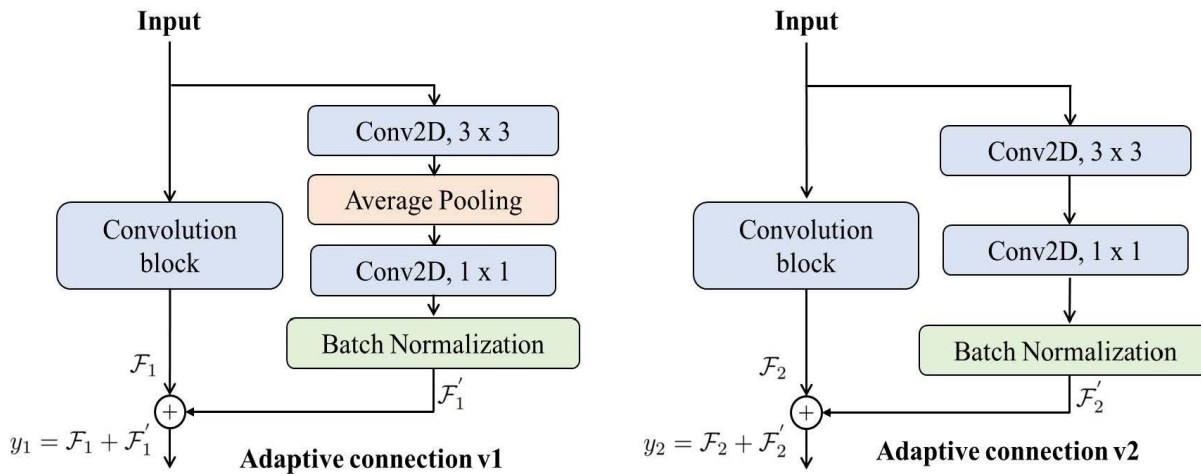 Input
Conv2D, 3 x 3
Average Pooling
Convolution
block
Conv2D, 1 x 1
Batch Normalization
ℱ₁
ℱ₁′
+
y₁ = ℱ₁ + ℱ₁′
Adaptive connection v1
Input
Conv2D, 3 x 3
Convolution
block
Conv2D, 1 x 1
Batch Normalization
ℱ₂
ℱ₂′
+
y₂ = ℱ₂ + ℱ₂′
Adaptive connection v2